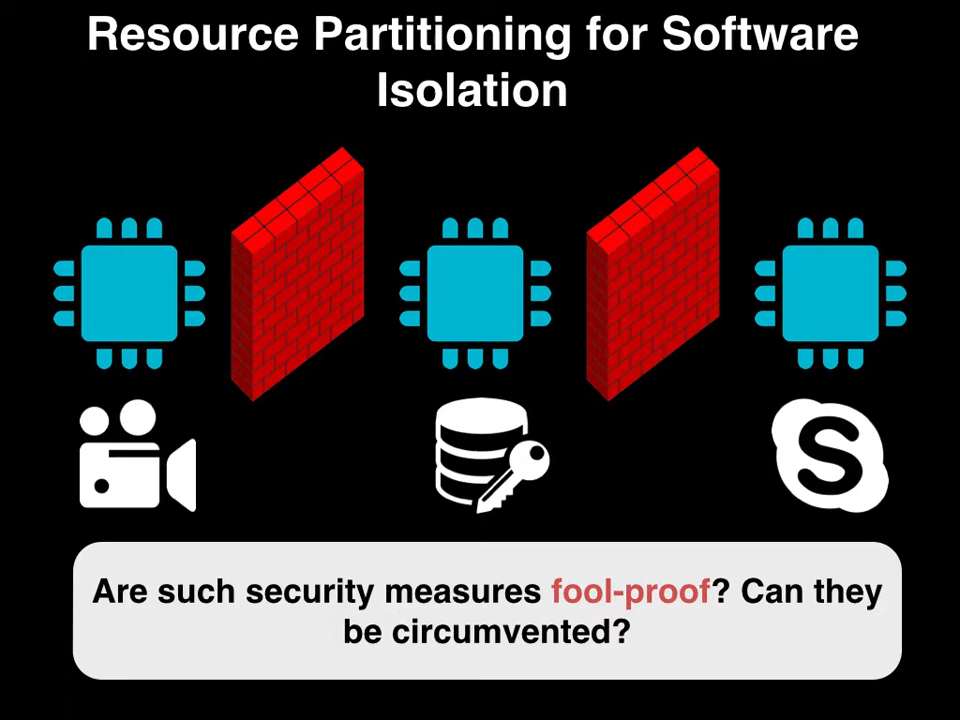 Resource Partitioning for Software
Isolation
S
Are such security measures fool-proof? Can they
be circumvented?